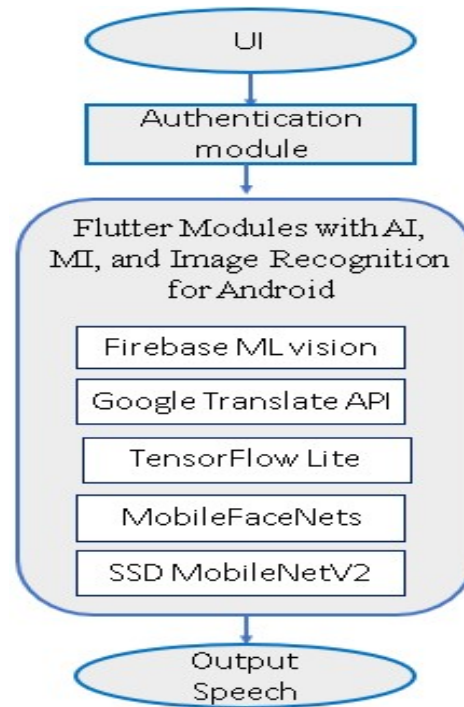 UI
Authentication
module
Flutter Modules with AI,
MI, and Image Recognition
for Android
Firebase ML vision
Google Translate API
TensorFlow Lite
MobileFaceNets
SSD MobileNetV2
Output
Speech